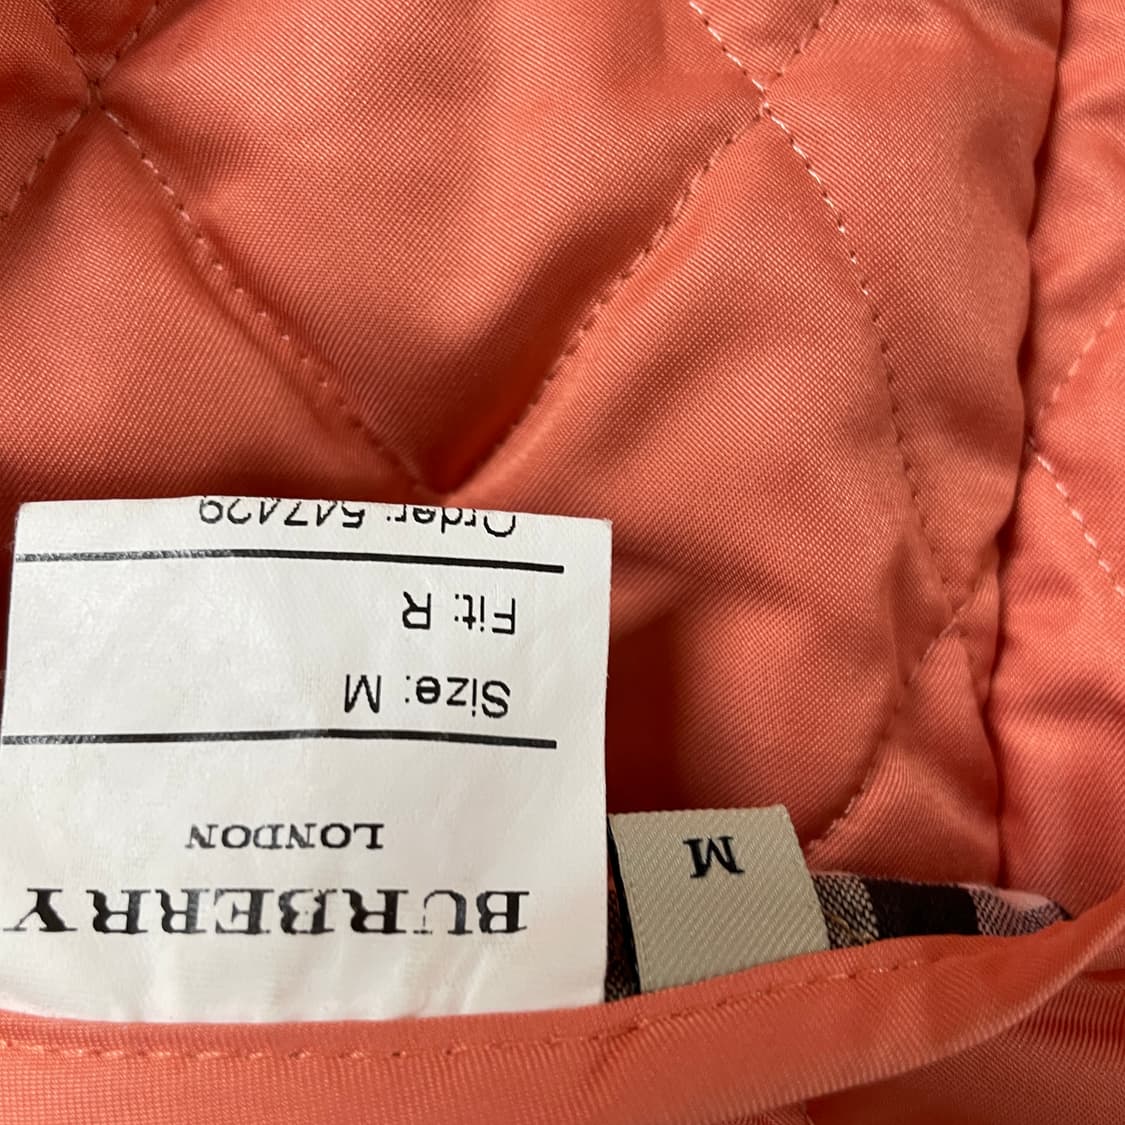 BURBERRY
LONDON
Size: M
Fit: R
Order: 547429
M